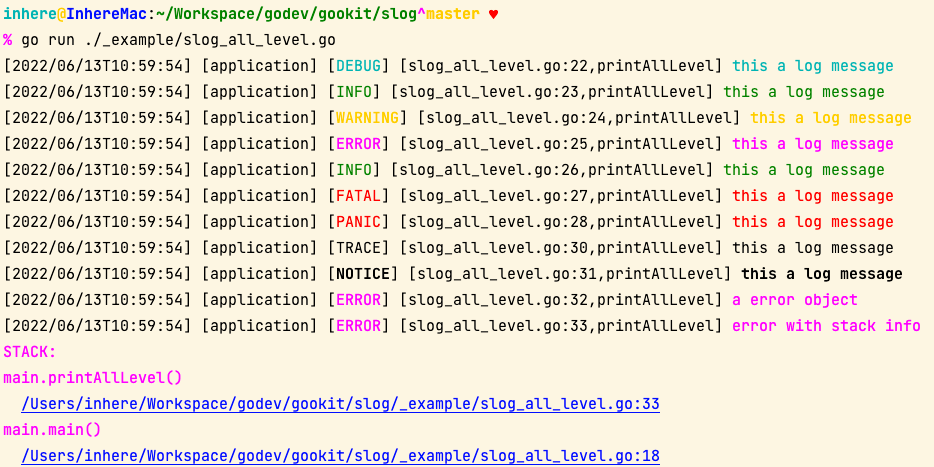 inhere@InhereMac:~/Workspace/godev/gookit/slog^master ♥
% go run ./_example/slog_all_level.go
[2022/06/13T10:59:54] [application] [DEBUG] [slog_all_level.go:22,printAllLevel] this a log message
[2022/06/13T10:59:54] [application] [INFO] [slog_all_level.go:23,printAllLevel] this a log message
[2022/06/13T10:59:54] [application] [WARNING] [slog_all_level.go:24,printAllLevel] this a log message
[2022/06/13T10:59:54] [application] [ERROR] [slog_all_level.go:25,printAllLevel] this a log message
[2022/06/13T10:59:54] [application] [INFO] [slog_all_level.go:26,printAllLevel] this a log message
[2022/06/13T10:59:54] [application] [FATAL] [slog_all_level.go:27,printAllLevel] this a log message
[2022/06/13T10:59:54] [application] [PANIC] [slog_all_level.go:28,printAllLevel] this a log message
[2022/06/13T10:59:54] [application] [TRACE] [slog_all_level.go:30,printAllLevel] this a log message
[2022/06/13T10:59:54] [application] [NOTICE] [slog_all_level.go:31,printAllLevel] this a log message
[2022/06/13T10:59:54] [application] [ERROR] [slog_all_level.go:32,printAllLevel] a error object
[2022/06/13T10:59:54] [application] [ERROR] [slog_all_level.go:33,printAllLevel] error with stack info
STACK:
main.printAllLevel()
  /Users/inhere/Workspace/godev/gookit/slog/_example/slog_all_level.go:33
main.main()
  /Users/inhere/Workspace/godev/gookit/slog/_example/slog_all_level.go:18